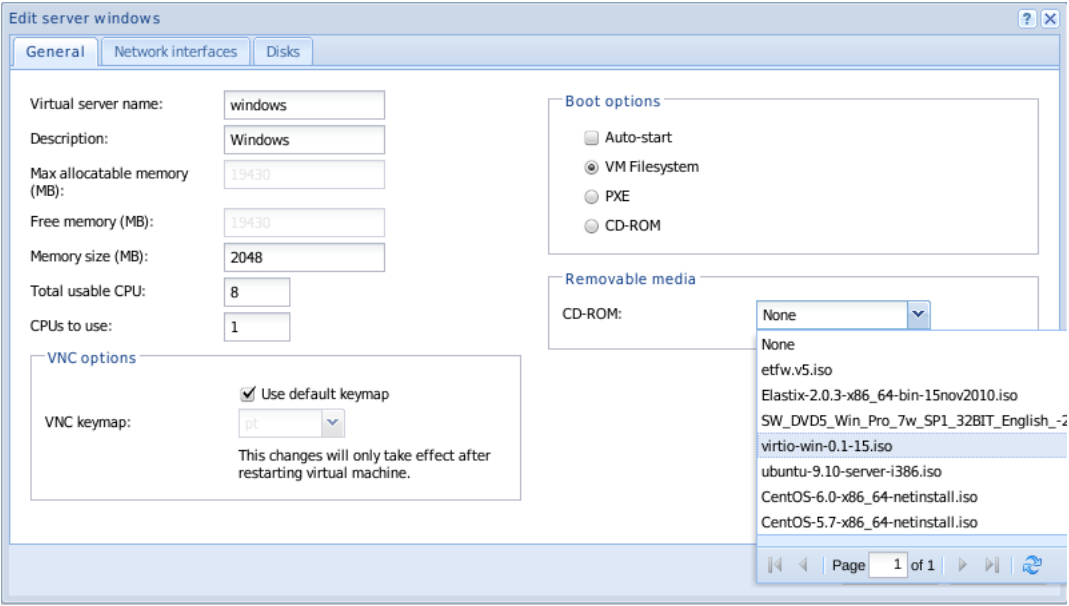 Edit server windows
?
General
Network interfaces
Disks
Virtual server name:
windows
Description:
Windows
Max allocatable memory
(MB):
19430
Free memory (MB):
19430
Memory size (MB):
2048
Total usable CPU:
8
CPUs to use:
1
VNC options
Use default keymap
VNC keymap:
pt
This changes will only take effect after
restarting virtual machine.
Boot options
Auto-start
VM Filesystem
PXE
CD-ROM
Removable media
CD-ROM:
None
None
etfw.v5.iso
Elastix-2.0.3-x86_64-bin-15nov2010.iso
SW_DVD5_Win_Pro_7w_SP1_32BIT_English_-2
virtio-win-0.1-15.iso
ubuntu-9.10-server-i386.iso
CentOS-6.0-x86_64-netinstall.iso
CentOS-5.7-x86_64-netinstall.iso
Page 1 of 1